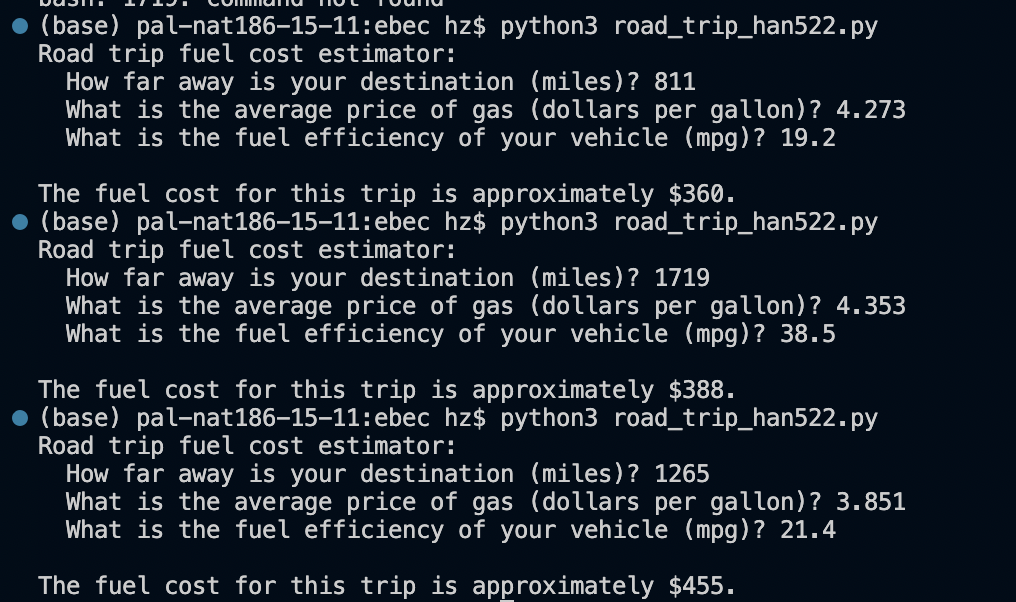 bash: 1719: command not found
(base) pal-nat186-15-11:ebec hz$ python3 road_trip_han522.py
Road trip fuel cost estimator:
  How far away is your destination (miles)? 811
  What is the average price of gas (dollars per gallon)? 4.273
  What is the fuel efficiency of your vehicle (mpg)? 19.2

The fuel cost for this trip is approximately $360.
(base) pal-nat186-15-11:ebec hz$ python3 road_trip_han522.py
Road trip fuel cost estimator:
  How far away is your destination (miles)? 1719
  What is the average price of gas (dollars per gallon)? 4.353
  What is the fuel efficiency of your vehicle (mpg)? 38.5

The fuel cost for this trip is approximately $388.
(base) pal-nat186-15-11:ebec hz$ python3 road_trip_han522.py
Road trip fuel cost estimator:
  How far away is your destination (miles)? 1265
  What is the average price of gas (dollars per gallon)? 3.851
  What is the fuel efficiency of your vehicle (mpg)? 21.4

The fuel cost for this trip is approximately $455.